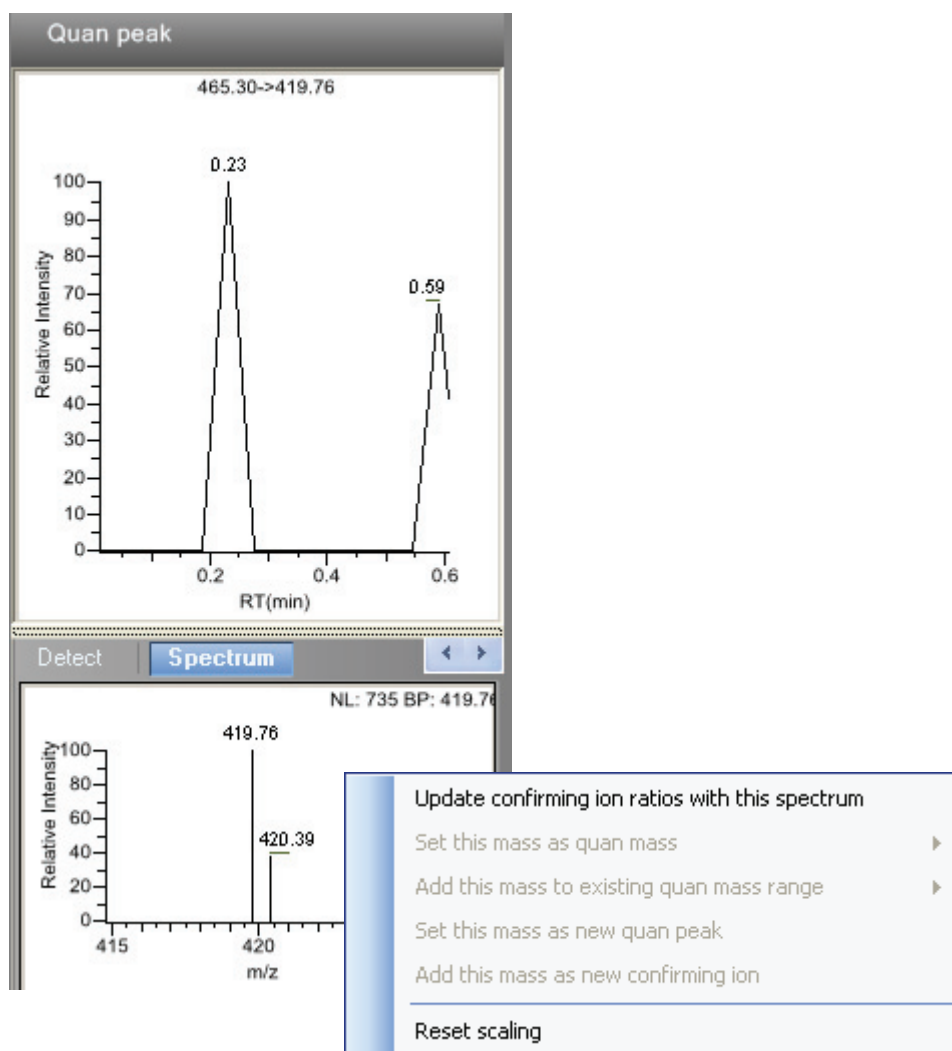 Quan peak
465.30->419.76
0.23
0.59
100
90
80
70
60
50
40
30
20
10
0
Relative Intensity
0.2 0.4 0.6
RT(min)
Detect Spectrum
NL: 735 BP: 419.76
419.76
420.39
100
80
60
40
20
0
Relative Intensity
415 420
m/z
Update confirming ion ratios with this spectrum
Set this mass as quan mass
Add this mass to existing quan mass range
Set this mass as new quan peak
Add this mass as new confirming ion
Reset scaling